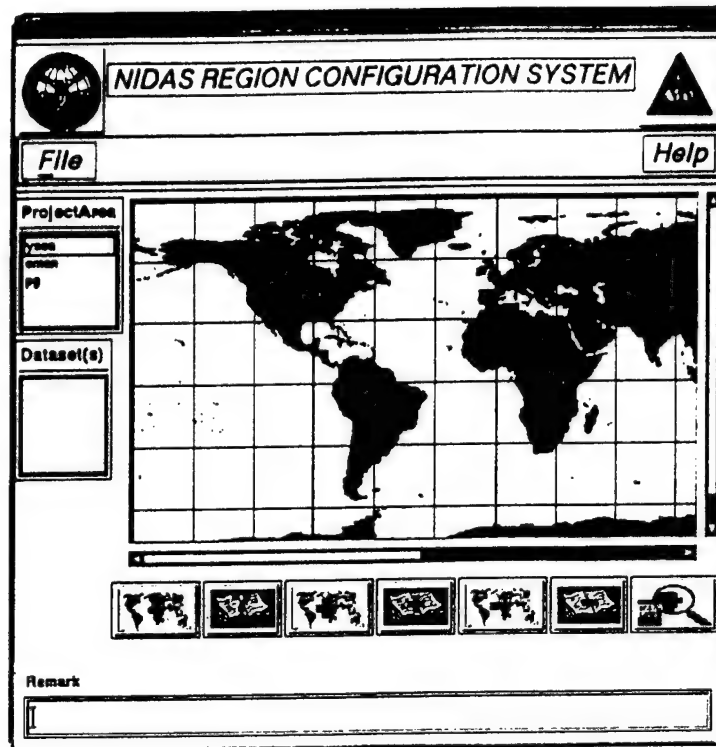 NIDAS REGION CONFIGURATION SYSTEM
File
Help
ProjectArea
Dataset(s)
Remark